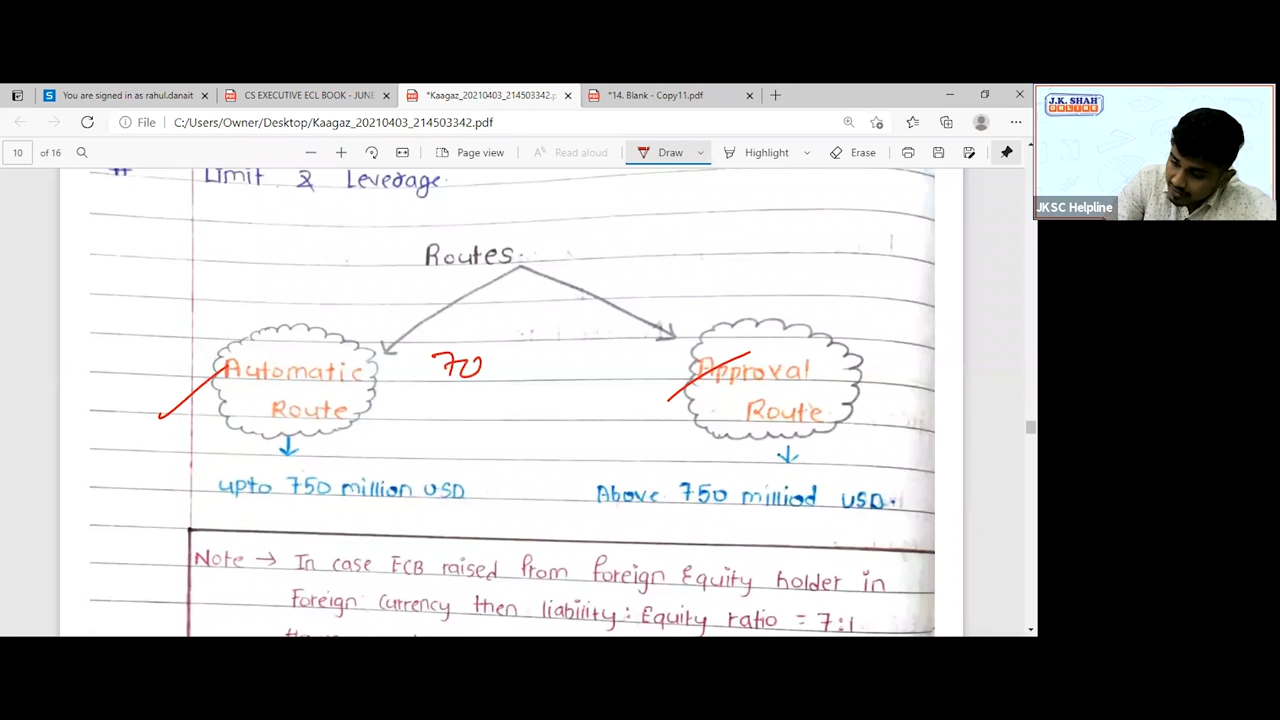 You are signed in as rahul.danait
CS EXECUTIVE ECL BOOK - JUNE
*Kaagaz_20210403_214503342.p
*14. Blank - Copy11.pdf
File C:/Users/Owner/Desktop/Kaagaz_20210403_214503342.pdf
10 of 16
Page view
Read aloud
Draw
Highlight
Erase
J.K. SHAH
ONLINE
JKSC Helpline
# Limit & Leverage.
Routes.
Automatic
Route
70
Approval
Route
upto 750 million USD
Above 750 milliod USD.
Note → In case ECB raised from foreign Equity holder in
Foreign currency then liability : Equity ratio = 7:1